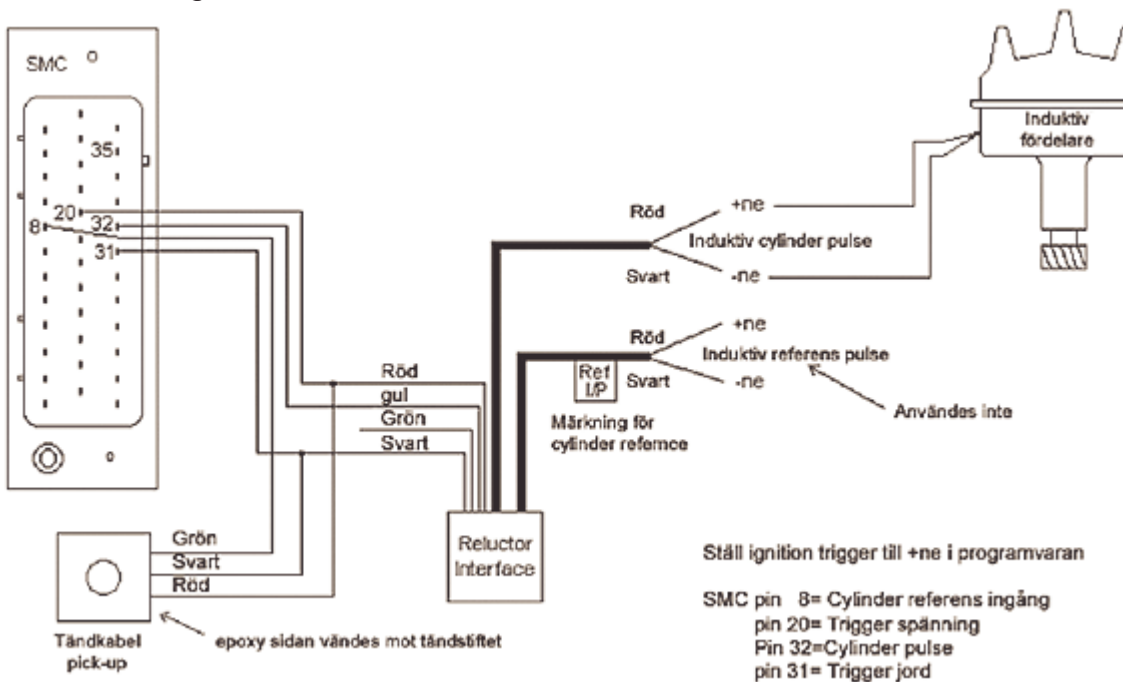 SMC
35
20
8
32
31
Induktiv
fördelare
Röd
+ne
Induktiv cylinder pulse
Svart
-ne
Röd
+ne
Induktiv referens pulse
Ref
I/P
Svart
-ne
Användes inte
Märkning för
cylinder refernce
Röd
gul
Grön
Svart
Reluctor
Interface
Grön
Svart
Röd
Tändkabel
pick-up
epoxy sidan vändes mot tändstiftet
Ställ ignition trigger till +ne i programvaran
SMC pin 8= Cylinder referens ingång
pin 20= Trigger spänning
Pin 32=Cylinder pulse
pin 31= Trigger jord